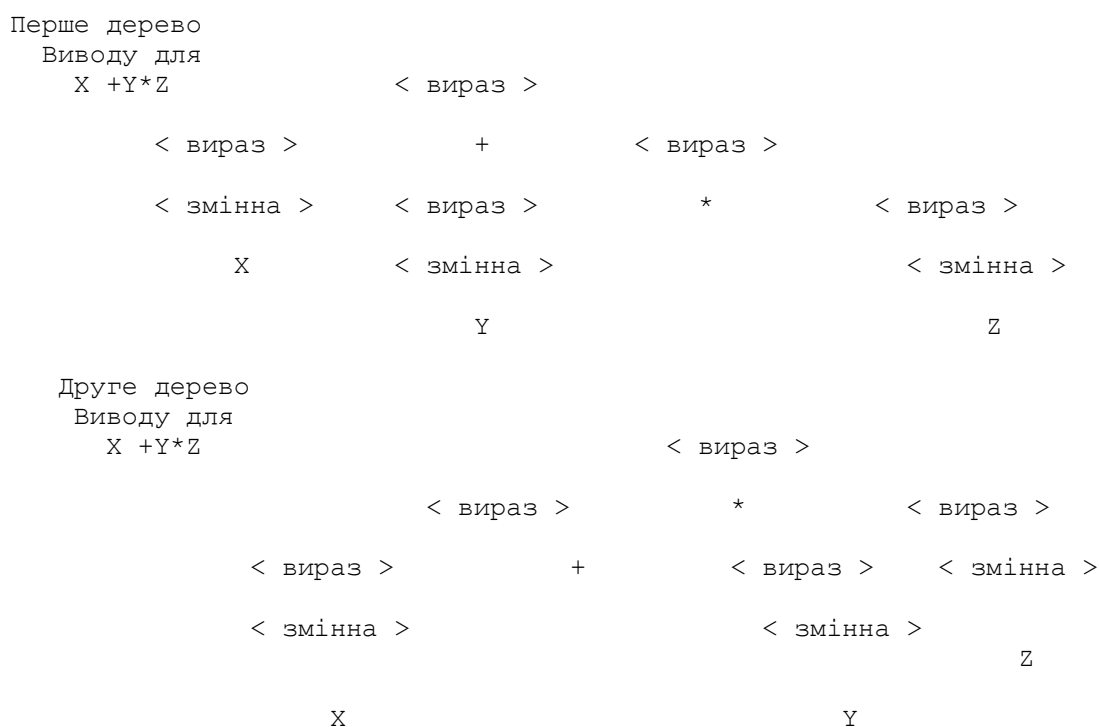 Перше дерево
Виводу для
X +Y*Z < вираз >
< вираз > + < вираз >
< змінна > < вираз > * < вираз >
X < змінна > < змінна >
Y Z
Друге дерево
Виводу для
X +Y*Z < вираз >
< вираз > * < вираз >
< вираз > + < вираз > < змінна >
< змінна > < змінна >
Z
X Y